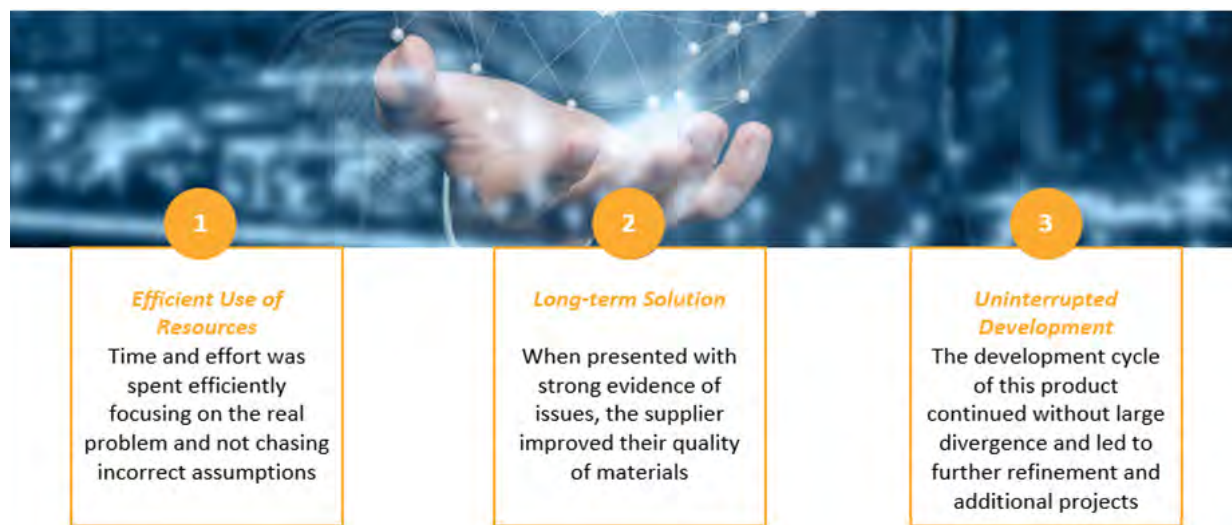 1
Efficient Use of
Resources
Time and effort was
spent efficiently
focusing on the real
problem and not chasing
incorrect assumptions
2
Long-term Solution
When presented with
strong evidence of
issues, the supplier
improved their quality
of materials
3
Uninterrupted
Development
The development cycle
of this product
continued without large
divergence and led to
further refinement and
additional projects